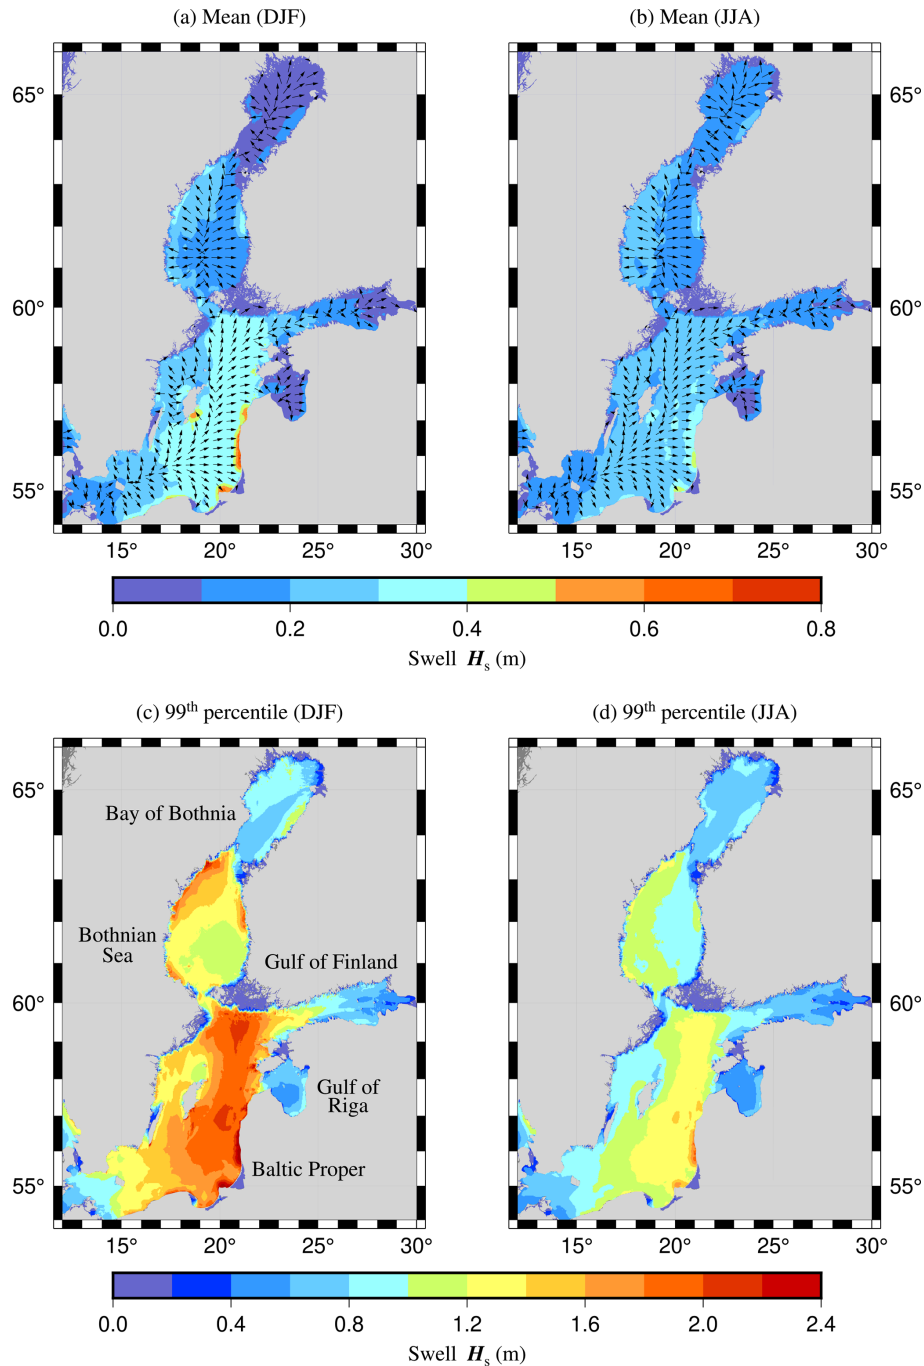 (a) Mean (DJF)
(b) Mean (JJA)
65°
65°
60°
60°
55°
55°
15° 20° 25° 30°
15° 20° 25° 30°
0.0 0.2 0.4 0.6 0.8
Swell Hs (m)
(c) 99th percentile (DJF)
(d) 99th percentile (JJA)
65°
65°
Bay of Bothnia
Bothnian
Sea
Gulf of Finland
60°
60°
Gulf of
Riga
Baltic Proper
55°
55°
15° 20° 25° 30°
15° 20° 25° 30°
0.0 0.4 0.8 1.2 1.6 2.0 2.4
Swell Hs (m)